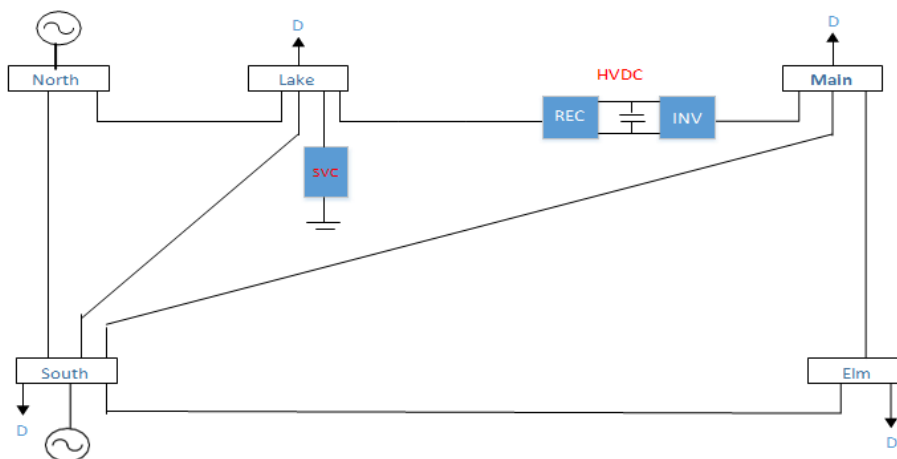 D
D
HVDC
North
Lake
Main
REC
INV
SVC
South
Elm
D
D